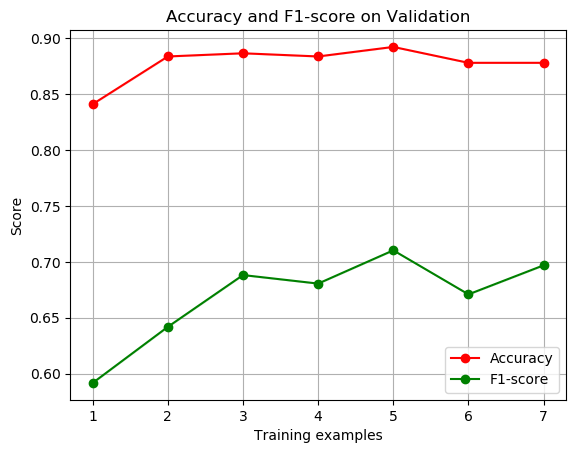 Accuracy and F1-score on Validation
0.90
0.85
0.80
0.75
0.70
0.65
0.60
Score
Accuracy
F1-score
1 2 3 4 5 6 7
Training examples